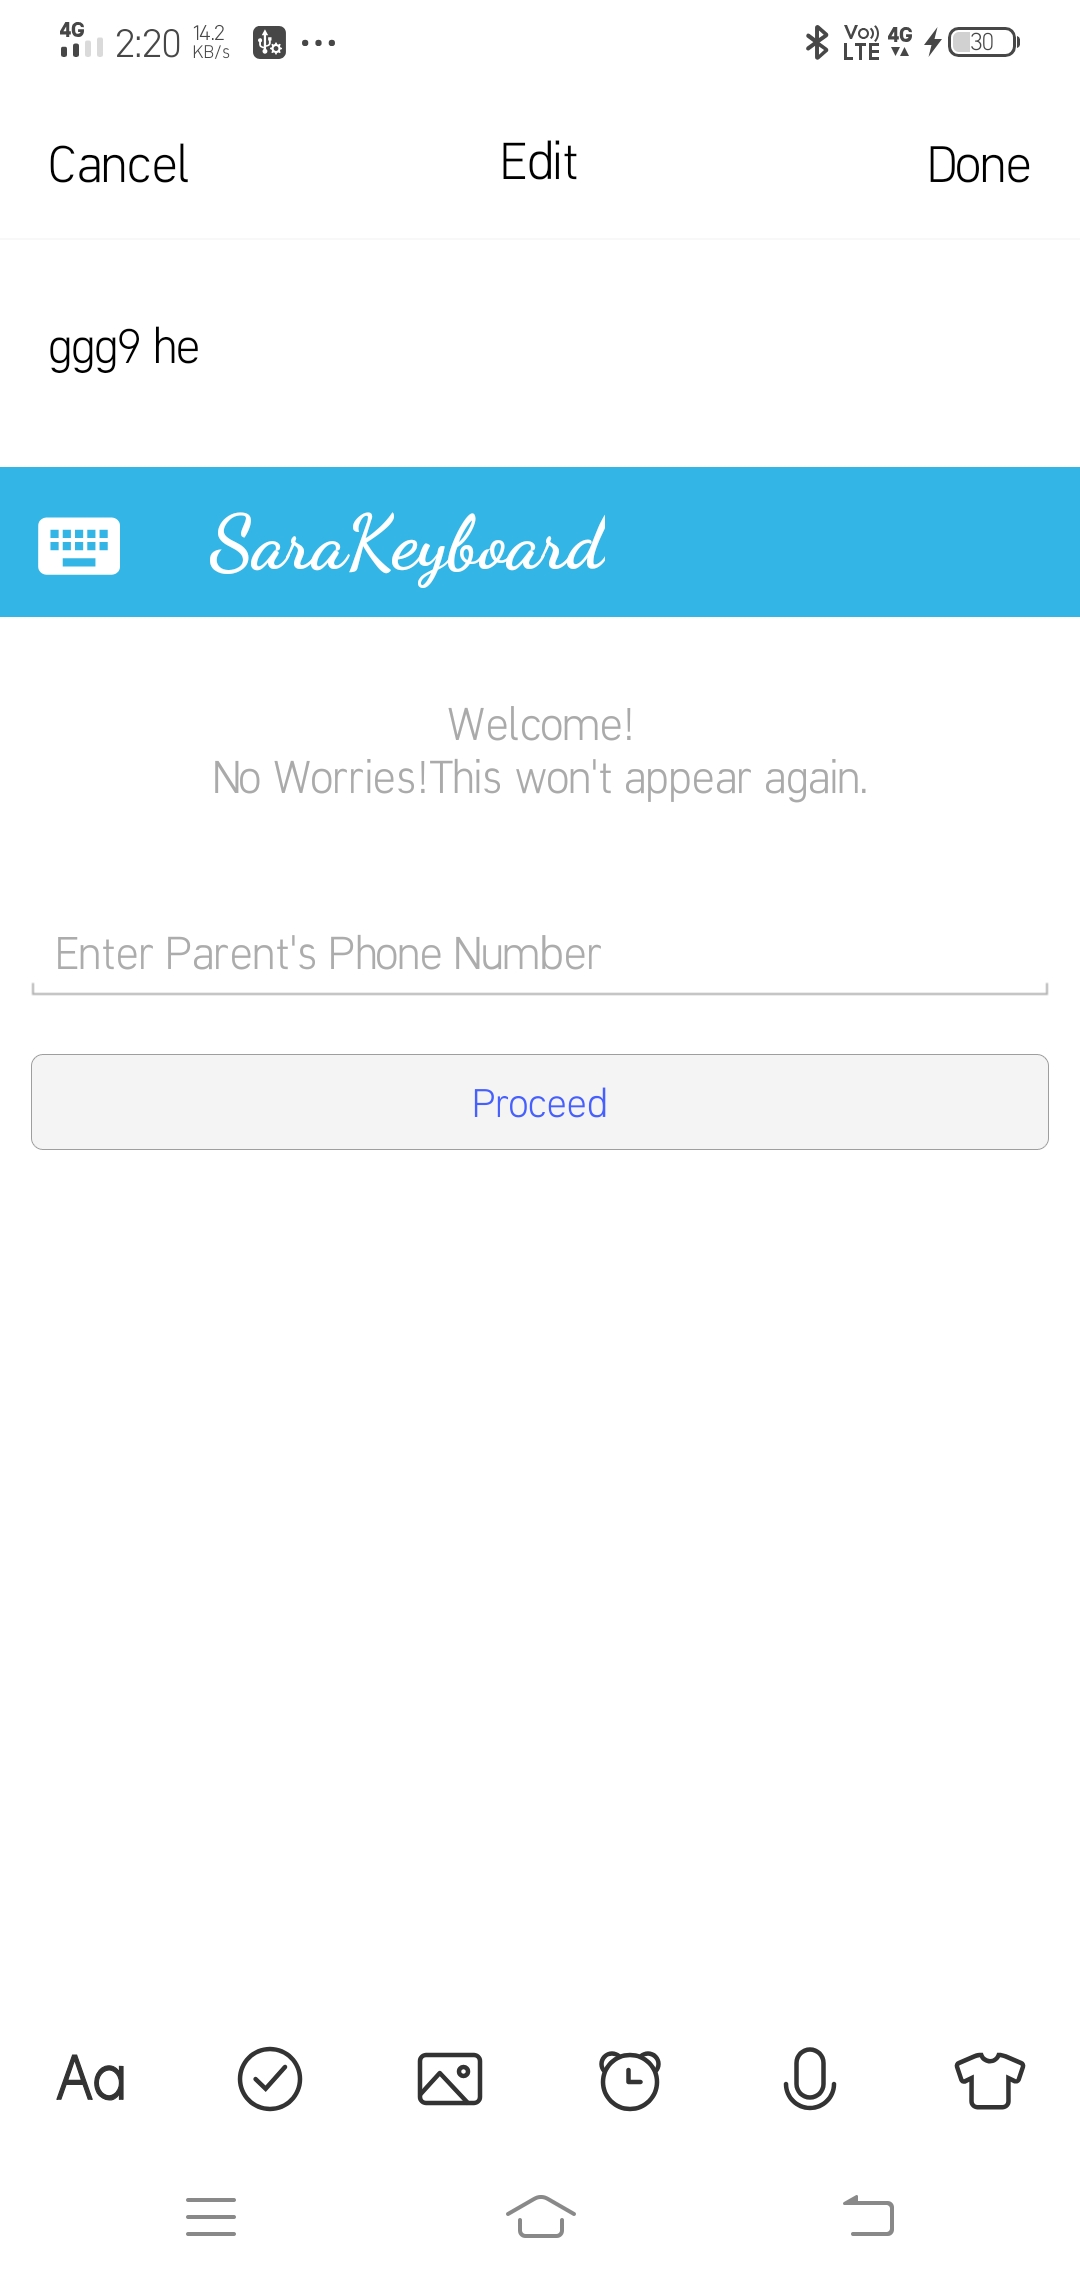 4G 2:20 14.2 KB/s Vo)) LTE 4G 30
Cancel Edit Done
ggg9 he
SaraKeyboard
Welcome!
No Worries!This won't appear again.
Enter Parent's Phone Number
Proceed
Aa